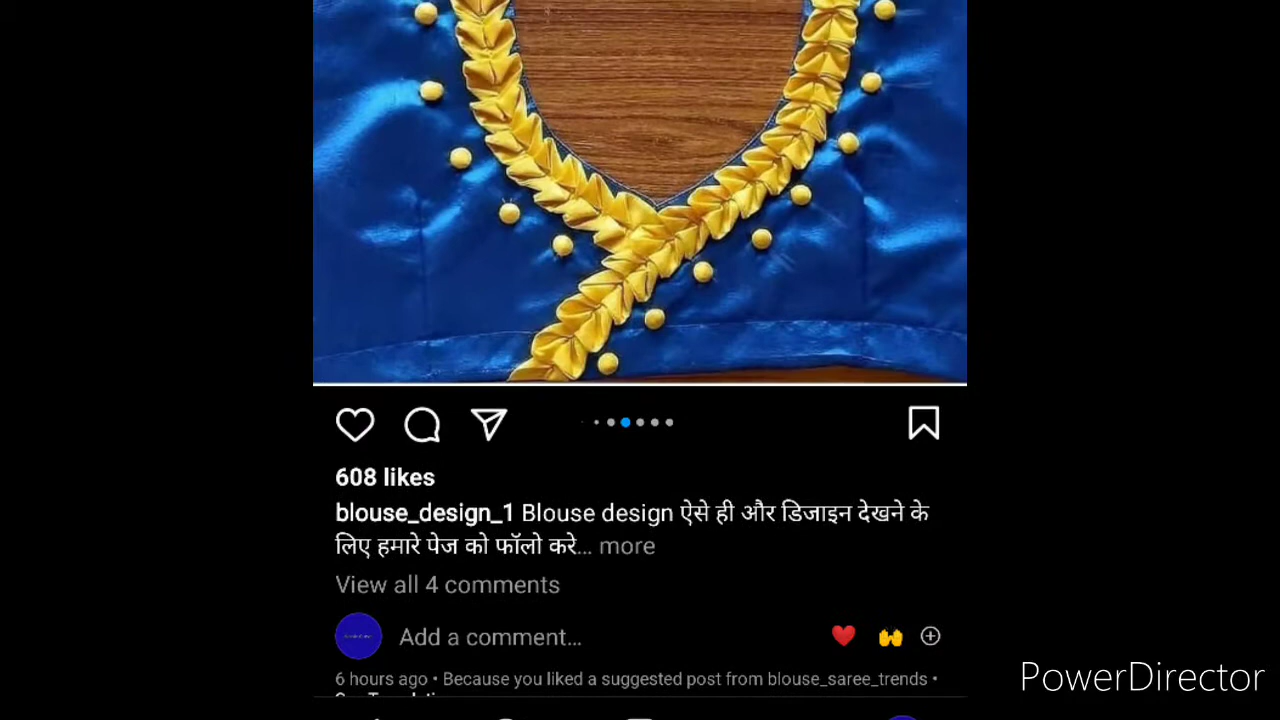 608 likes
blouse_design_1 Blouse design ऐसे ही और डिजाइन देखने के
लिए हमारे पेज को फॉलो करे... more
View all 4 comments
Add a comment...
6 hours ago • Because you liked a suggested post from blouse_saree_trends •
PowerDirector